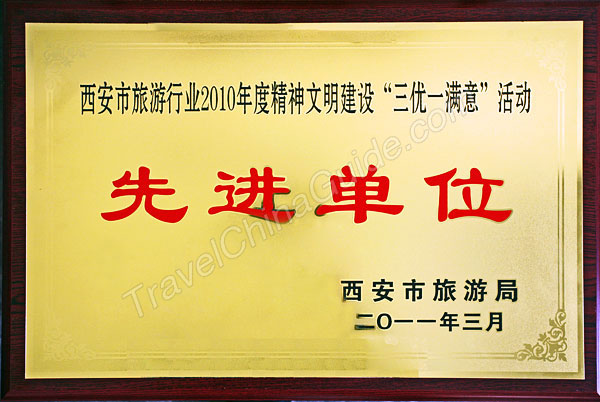 西安市旅游行业2010年度精神文明建设“三优一满意”活动
先进单位
西安市旅游局
二〇一一年三月
TravelChinaGuide.com